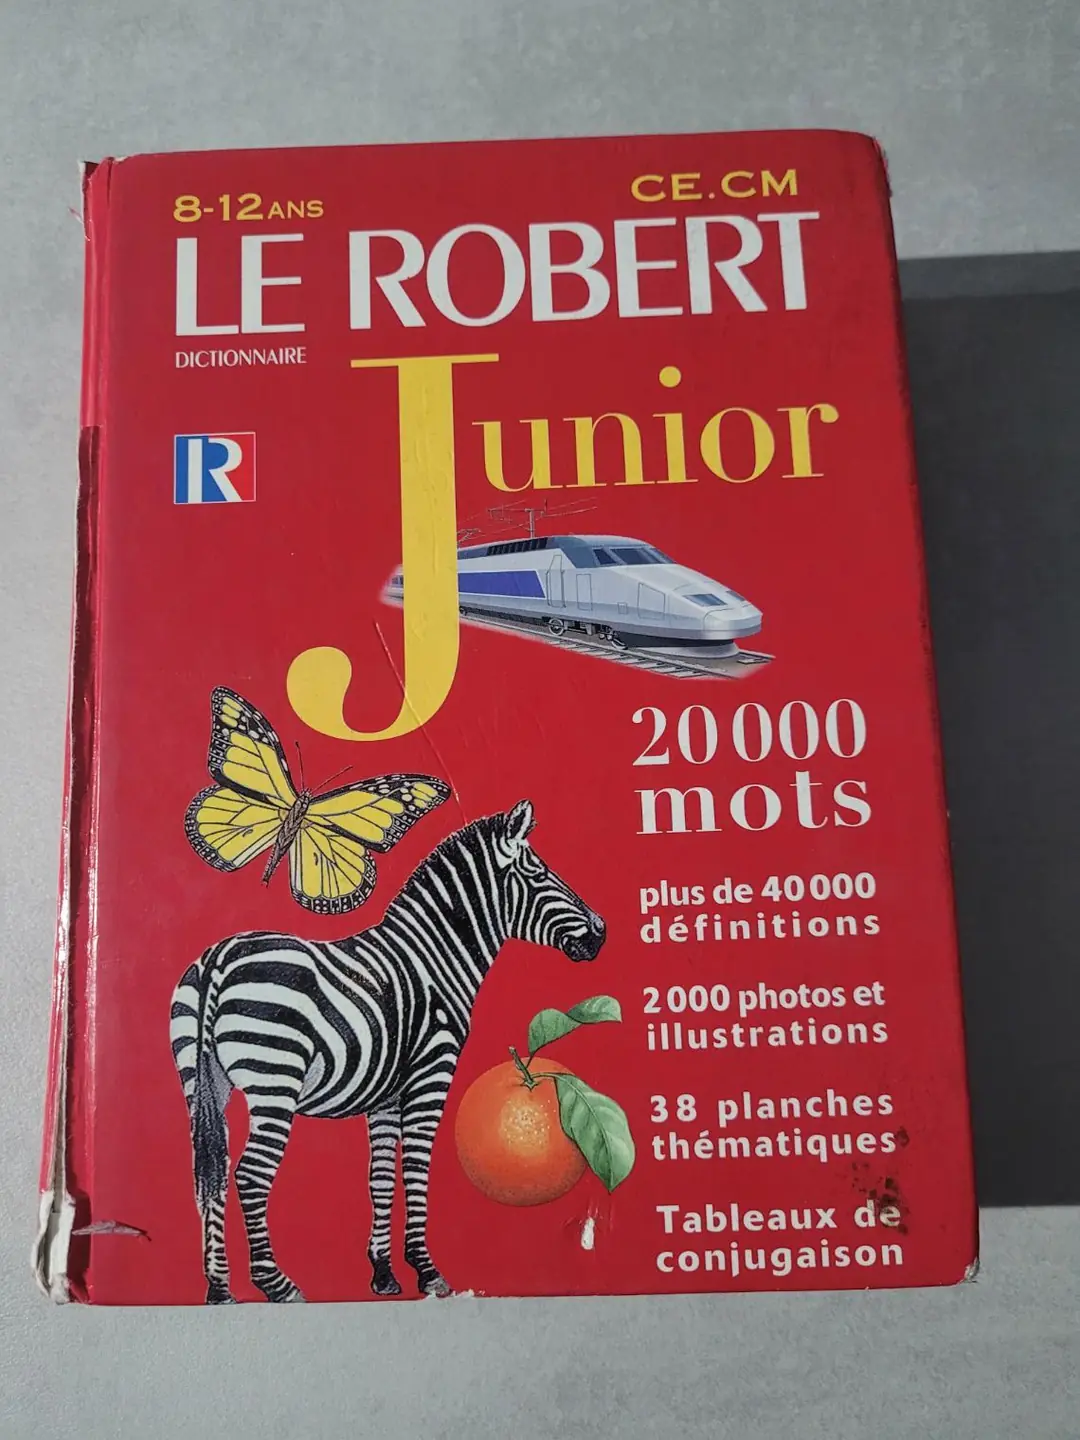 8-12 ANS
CE.CM
LE ROBERT
DICTIONNAIRE
Junior
R
20 000
mots
plus de 40 000
définitions
2 000 photos et
illustrations
38 planches
thématiques
Tableaux de
conjugaison